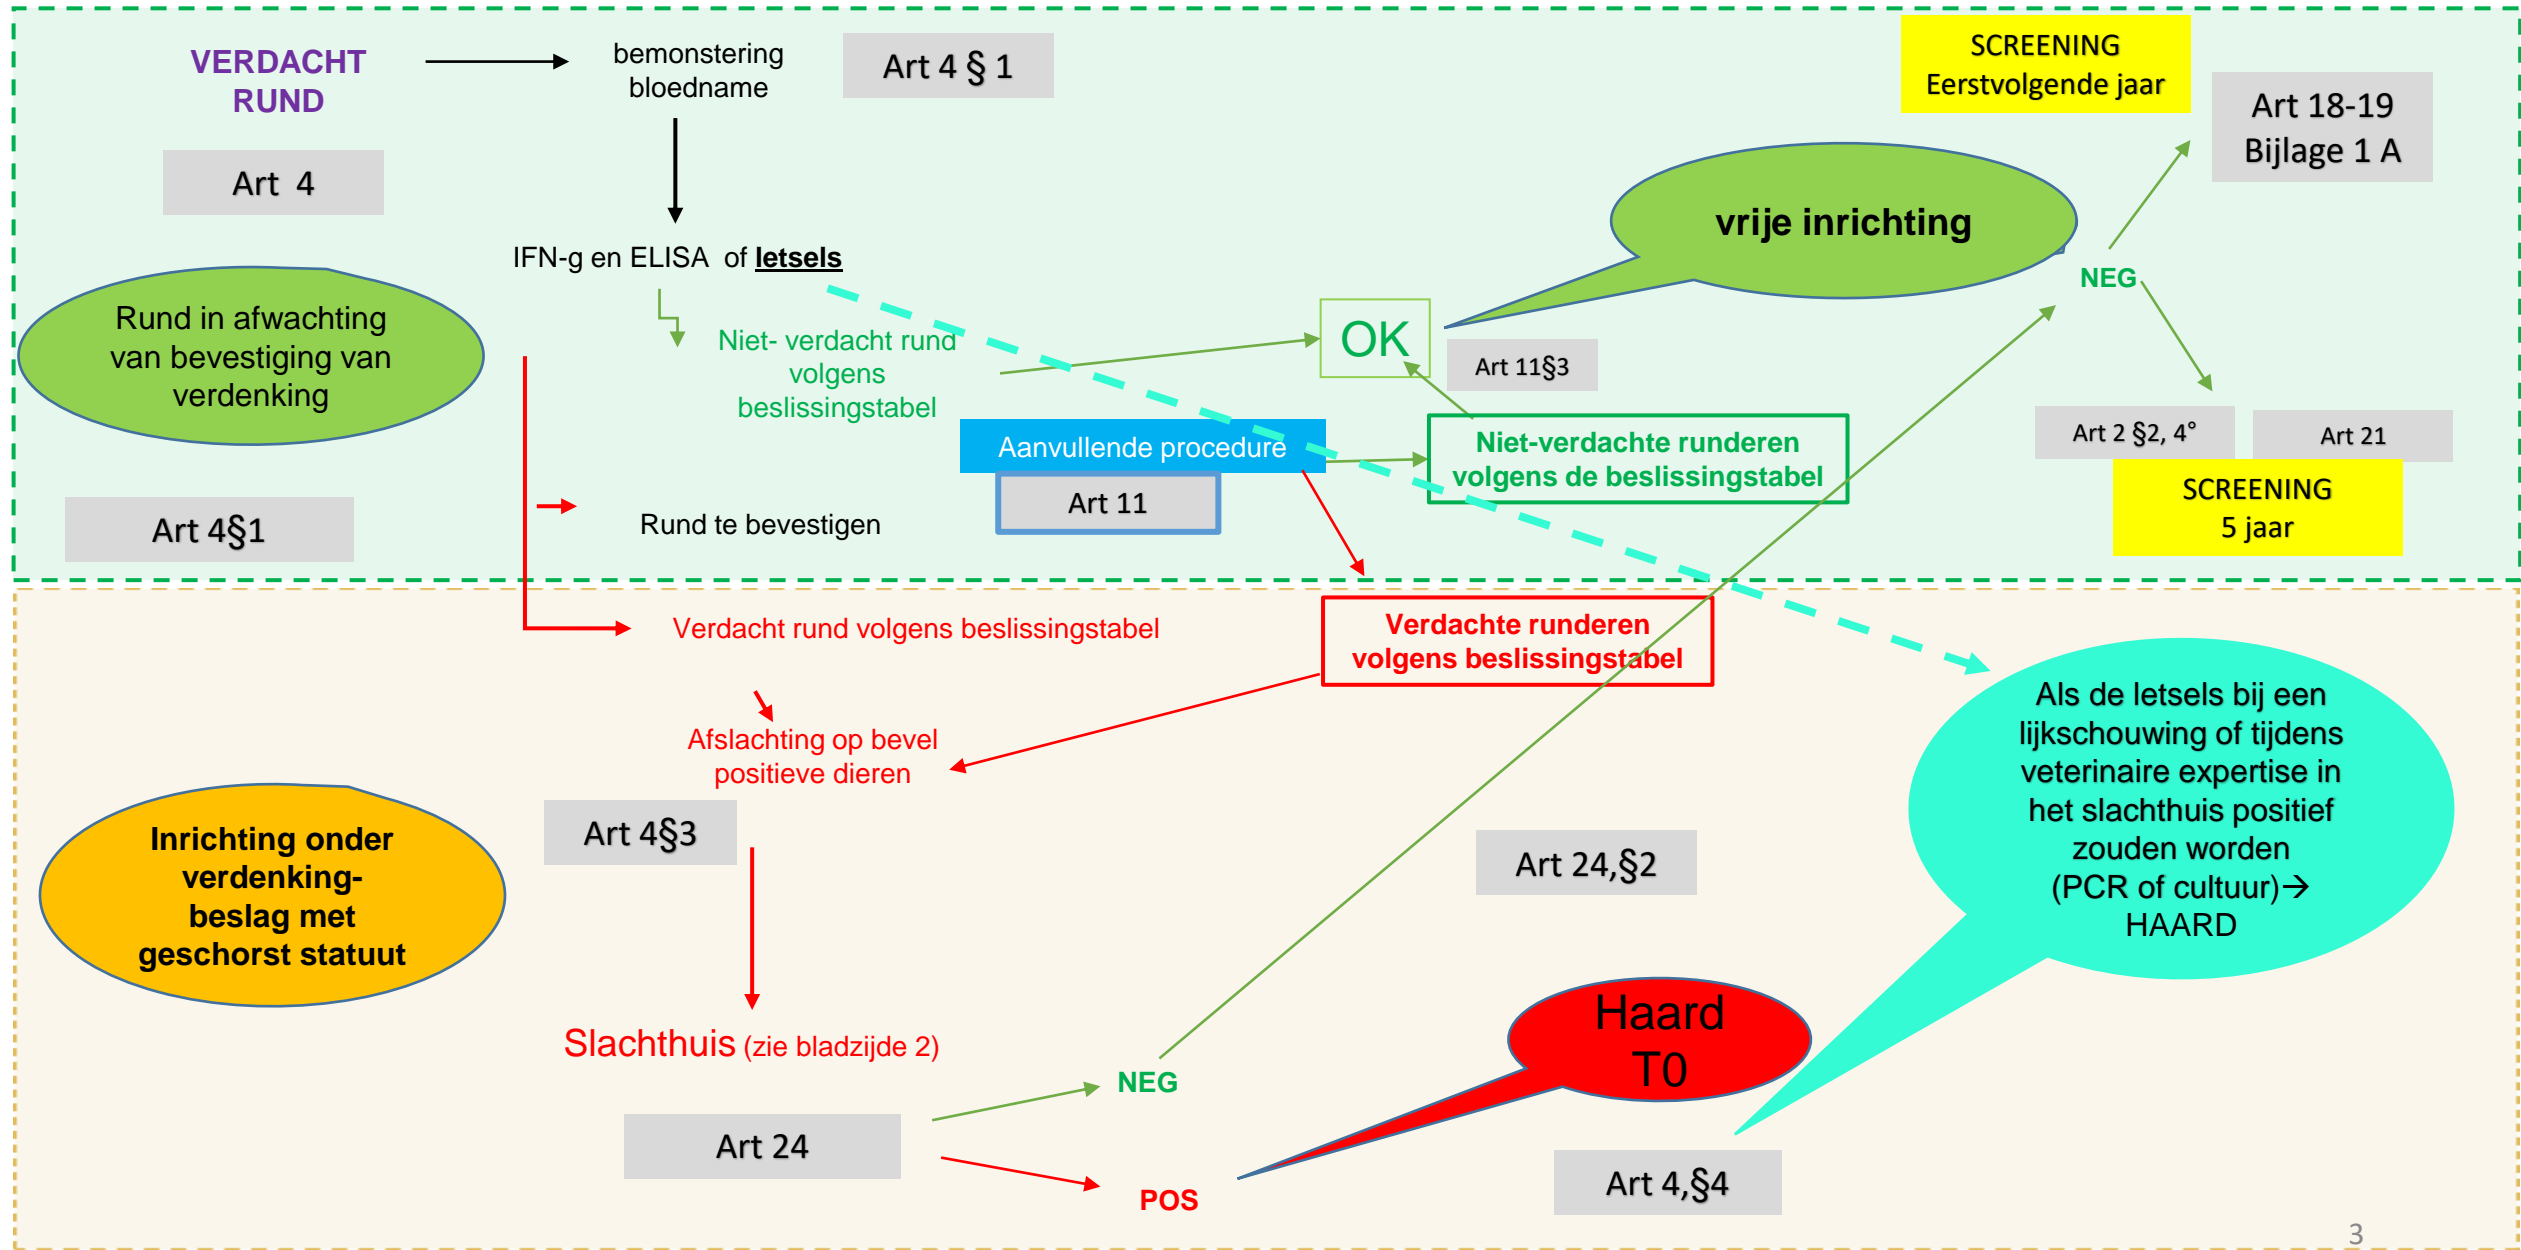 VERDACHT
RUND
bemonstering
bloedname
Art 4 § 1
SCREENING
Eerstvolgende jaar
Art 18-19
Bijlage 1 A
Art  4
vrije inrichting
IFN-g en ELISA  of letsels
NEG
Rund in afwachting
van bevestiging van
verdenking
Niet- verdacht rund
volgens
beslissingstabel
OK
Art 11§3
Aanvullende procedure
Art 11
Niet-verdachte runderen
volgens de beslissingstabel
Art 2 §2, 4°
Art 21
SCREENING
5 jaar
Art 4§1
Rund te bevestigen
Verdacht rund volgens beslissingstabel
Verdachte runderen
volgens beslissingstabel
Afslachting op bevel
positieve dieren
Art 4§3
Inrichting onder
verdenking-
beslag met
geschorst statuut
Art 24,§2
Als de letsels bij een
lijkschouwing of tijdens
veterinaire expertise in
het slachthuis positief
zouden worden
(PCR of cultuur)→
HAARD
Slachthuis (zie bladzijde 2)
Haard
T0
NEG
Art 24
POS
Art 4,§4
3